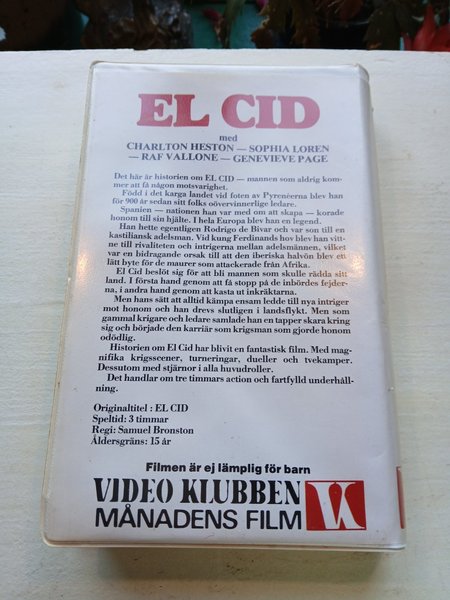 EL CID
med
CHARLTON HESTON — SOPHIA LOREN
— RAF VALLONE — GENEVIEVE PAGE
Det här är historien om EL CID — mannen som aldrig kom-
mer att få någon motsvarighet.
Född i det karga landet vid foten av Pyrenéerna blev han
för 900 år sedan sitt folks oövervinnerlige ledare.
Spanien — nationen han var med om att skapa — korade
honom till sin hjälte. I hela Europa blev han en legend.
Han hette egentligen Rodrigo de Bivar och var son till en
kastiliansk adelsman. Vid kung Ferdinands hov blev han vitt-
ne till rivaliteten och intrigerna mellan adelsmännen, vilket
var en bidragande orsak till att den iberiska halvön blev ett
lätt byte för de maurer som attackerade från Afrika.
El Cid beslöt sig för att bli mannen som skulle rädda sitt
land. I första hand genom att få stopp på de inbördes fejder-
na, i andra hand genom att kasta ut inkräktarna.
Men hans sätt att alltid kämpa ensam ledde till nya intriger
mot honom och han drevs slutligen i landsflykt. Men som
gammal krigare och ledare samlade han en tapper skara kring
sig och började den karriär som krigsman som gjorde honom
odödlig.
Historien om El Cid har blivit en fantastisk film. Med mag-
nifika krigsscener, turneringar, dueller och tvekamper.
Dessutom med stjärnor i alla huvudroller.
Det handlar om tre timmars action och fartfylld underhåll-
ning.
Originaltitel : EL CID
Speltid: 3 timmar
Regi: Samuel Bronston
Åldersgräns: 15 år
Filmen är ej lämplig för barn
VIDEO KLUBBEN
MÅNADENS FILM
VK